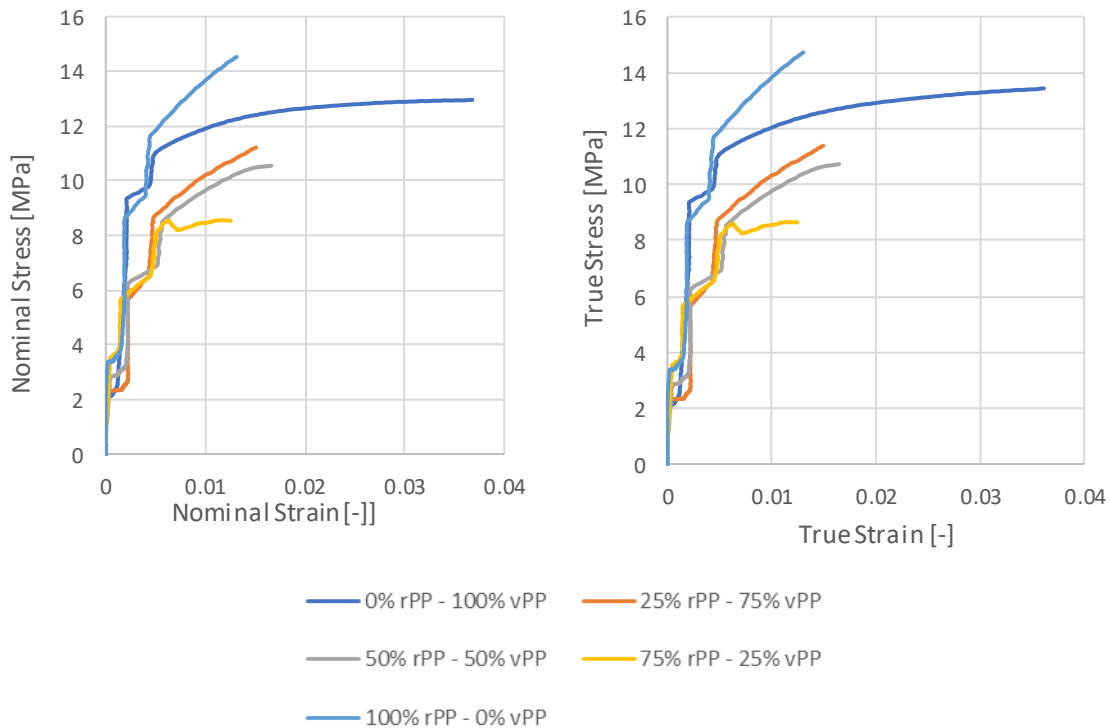 Nominal Stress [MPa]
16
14
12
10
8
6
4
2
0
0 0.01 0.02 0.03 0.04
Nominal Strain [-]]
True Stress [MPa]
16
14
12
10
8
6
4
2
0
0 0.01 0.02 0.03 0.04
True Strain [-]
0% rPP - 100% vPP 25% rPP - 75% vPP
50% rPP - 50% vPP 75% rPP - 25% vPP
100% rPP - 0% vPP